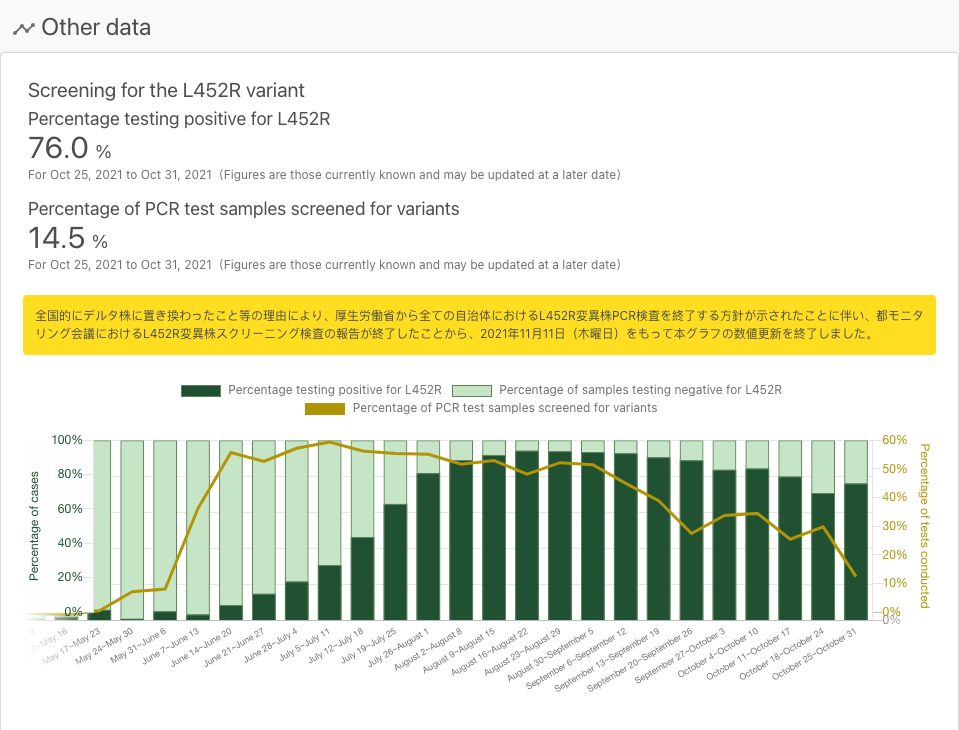 Other data
Screening for the L452R variant
Percentage testing positive for L452R
76.0 %
For Oct 25, 2021 to Oct 31, 2021 (Figures are those currently known and may be updated at a later date)
Percentage of PCR test samples screened for variants
14.5 %
For Oct 25, 2021 to Oct 31, 2021 (Figures are those currently known and may be updated at a later date)
全国的にデルタ株に置き換わったこと等の理由により、厚生労働省から全ての自治体におけるL452R変異株PCR検査を終了する方針が示されたことに伴い、都モニタ
リング会議におけるL452R変異株スクリーニング検査の報告が終了したことから、2021年11月11日（木曜日）をもって本グラフの数値更新を終了しました。
Percentage testing positive for L452R
Percentage of samples testing negative for L452R
Percentage of PCR test samples screened for variants
Percentage of cases
100%
80%
60%
40%
20%
0%
60%
50%
40%
30%
20%
10%
0%
0%
Percentage of tests conducted
9
10~May 16
May 17~May 23
May 24~May 30
May 31~June 6
June 7~June 13
June 14~June 20
June 21~June 27
June 28~July 4
July 5~July 11
July 12~July 18
July 19~July 25
July 26~August 1
August 2~August 8
August 9~August 15
August 16~August 22
August 23~August 29
August 30~September 5
September 6~September 12
September 13~September 19
September 20~September 26
September 27~October 3
October 4~October 10
October 11~October 17
October 18~October 24
October 25~October 31